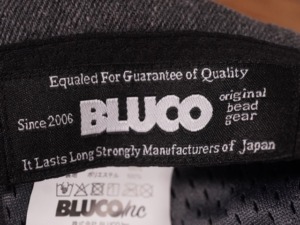 Equaled For Guarantee of Quality
Since 2006 BLUCO original bead gear
It Lasts Long Strongly Manufacturers of Japan
BLUCO inc